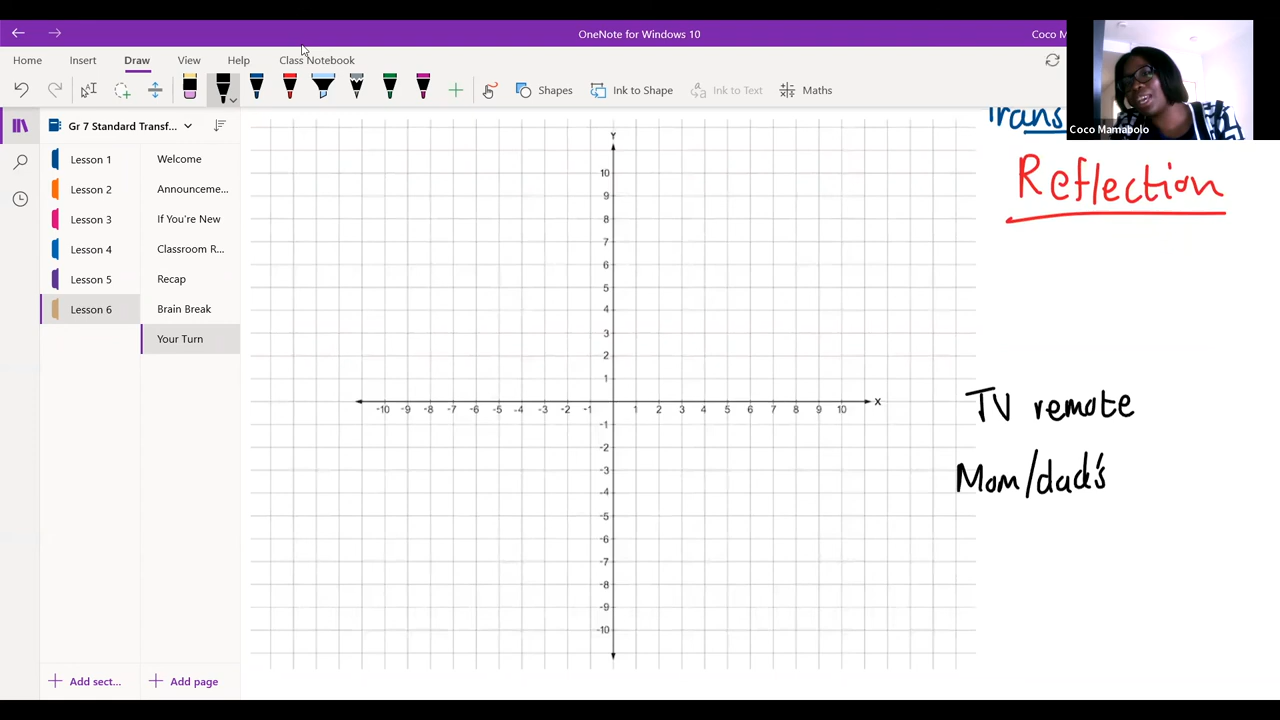 OneNote for Windows 10
Coco M
Home Insert Draw View Help Class Notebook
Shapes Ink to Shape Ink to Text Maths
Coco Mamabolo
Gr 7 Standard Transf...
Lesson 1
Lesson 2
Lesson 3
Lesson 4
Lesson 5
Lesson 6
Welcome
Announceme...
If You're New
Classroom R...
Recap
Brain Break
Your Turn
Add sect...
Add page
Y
10
9
8
7
6
5
4
3
2
1
-10 -9 -8 -7 -6 -5 -4 -3 -2 -1 1 2 3 4 5 6 7 8 9 10 X
-1
-2
-3
-4
-5
-6
-7
-8
-9
-10
Trans
Reflection
TV remote
Mom/dad's